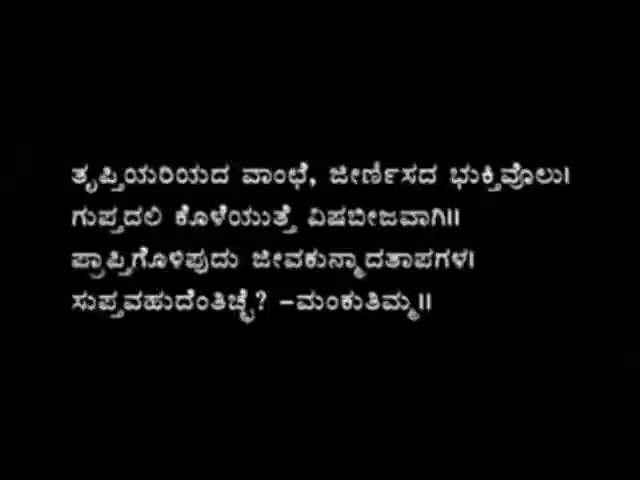 ತೃಪ್ತಿಯರಿಯದ ವಾಂಛೆ, ಜೀರ್ಣಿಸದ ಭುಕ್ತಿವೊಲು।
ಗುಪ್ತದಲಿ ಕೊಳೆಯುತ್ತೆ ವಿಷಬೀಜವಾಗಿ॥
ಪ್ರಾಪ್ತಿಗೊಳಿಪುದು ಜೀವಕುನ್ಮಾದತಾಪಗಳ।
ಸುಪ್ತವಹುದೆಂತಿಚ್ಛೆ? -ಮಂಕುತಿಮ್ಮ॥